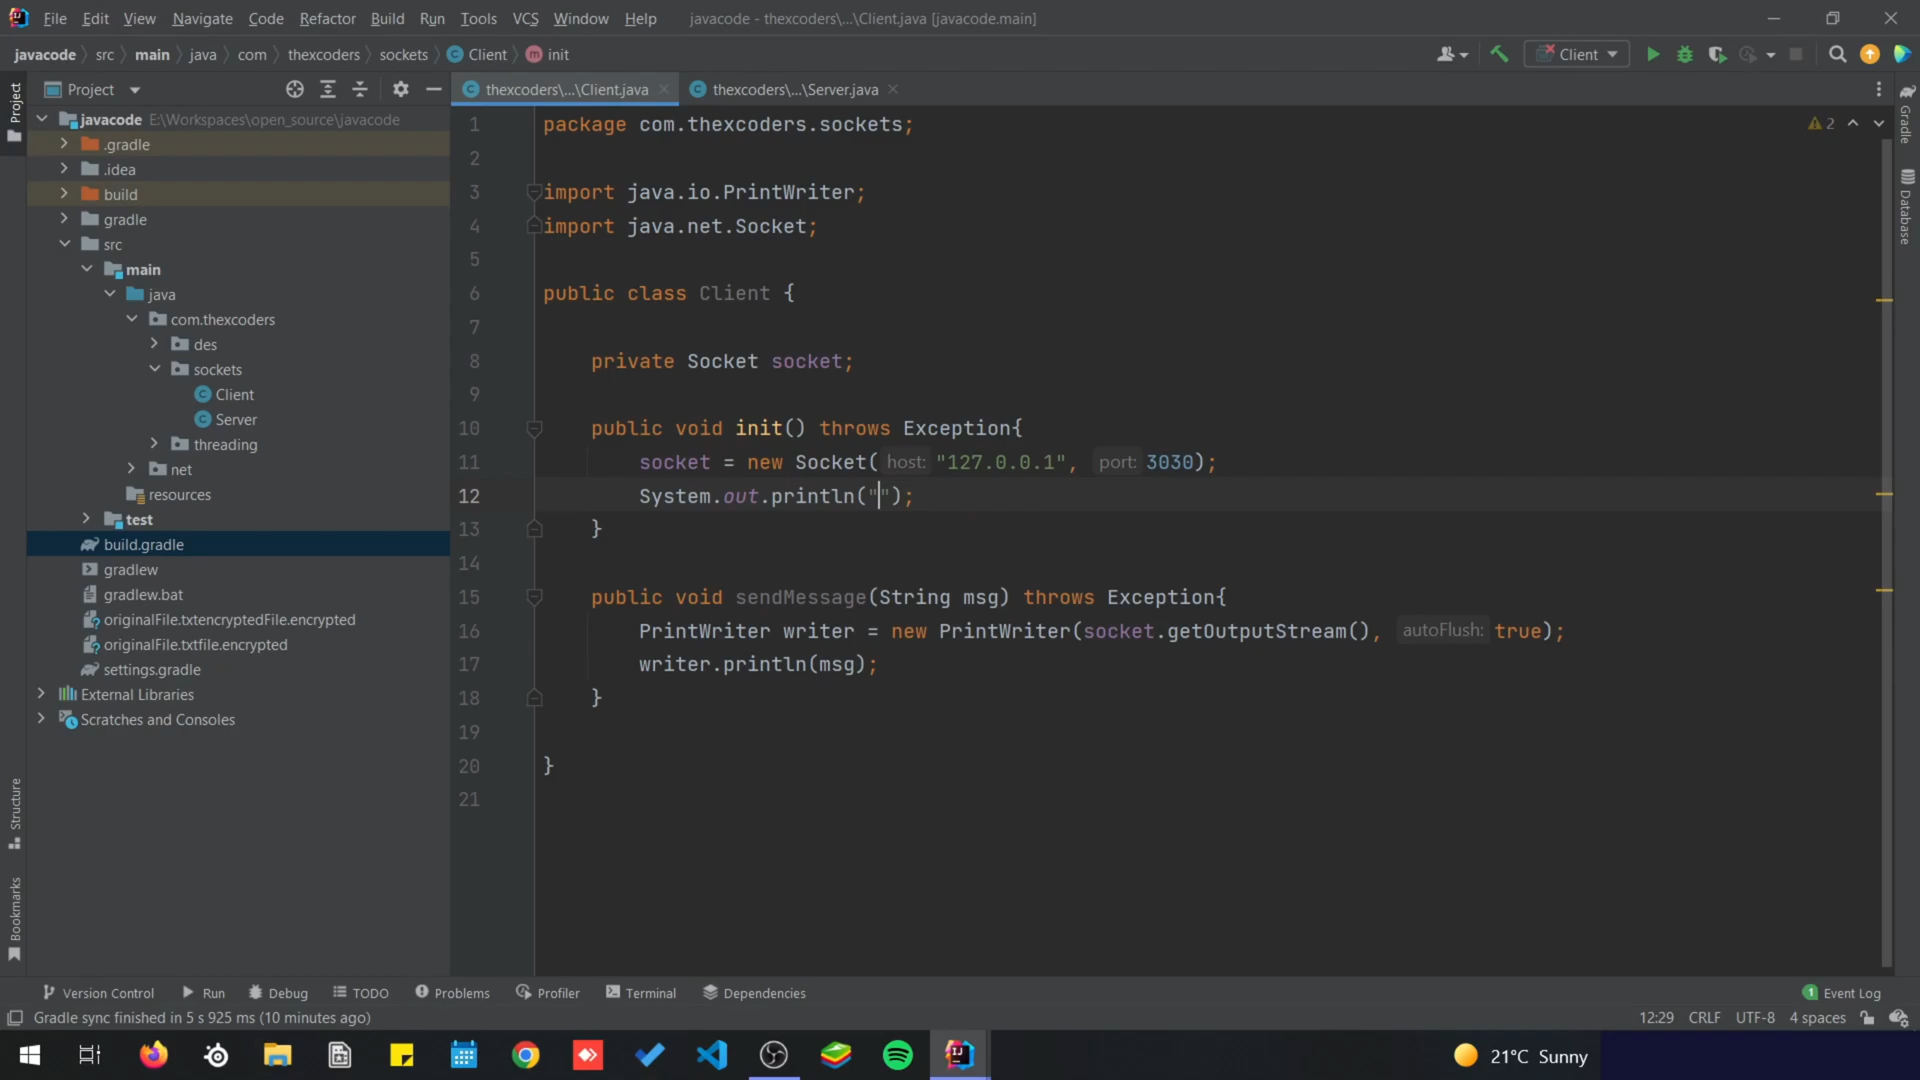 File Edit View Navigate Code Refactor Build Run Tools VCS Window Help javacode - thexcoders\...\Client.java [javacode.main]
javacode src main java com thexcoders sockets Client init Client
Project thexcoders\...\Client.java thexcoders\...\Server.java
Project
javacode E:\Workspaces\open_source\javacode
.gradle
.idea
build
gradle
src
main
java
com.thexcoders
des
sockets
Client
Server
threading
net
resources
test
build.gradle
gradlew
gradlew.bat
originalFile.txtencryptedFile.encrypted
originalFile.txtfile.encrypted
settings.gradle
External Libraries
Scratches and Consoles
Structure
Bookmarks
1 package com.thexcoders.sockets;
2
3 import java.io.PrintWriter;
4 import java.net.Socket;
5
6 public class Client {
7
8 private Socket socket;
9
10 public void init() throws Exception{
11 socket = new Socket( host: "127.0.0.1", port: 3030);
12 System.out.println("");
13 }
14
15 public void sendMessage(String msg) throws Exception{
16 PrintWriter writer = new PrintWriter(socket.getOutputStream(), autoFlush: true);
17 writer.println(msg);
18 }
19
20 }
21
2
Gradle
Database
Version Control Run Debug TODO Problems Profiler Terminal Dependencies 1 Event Log
Gradle sync finished in 5 s 925 ms (10 minutes ago) 12:29 CRLF UTF-8 4 spaces
21°C Sunny